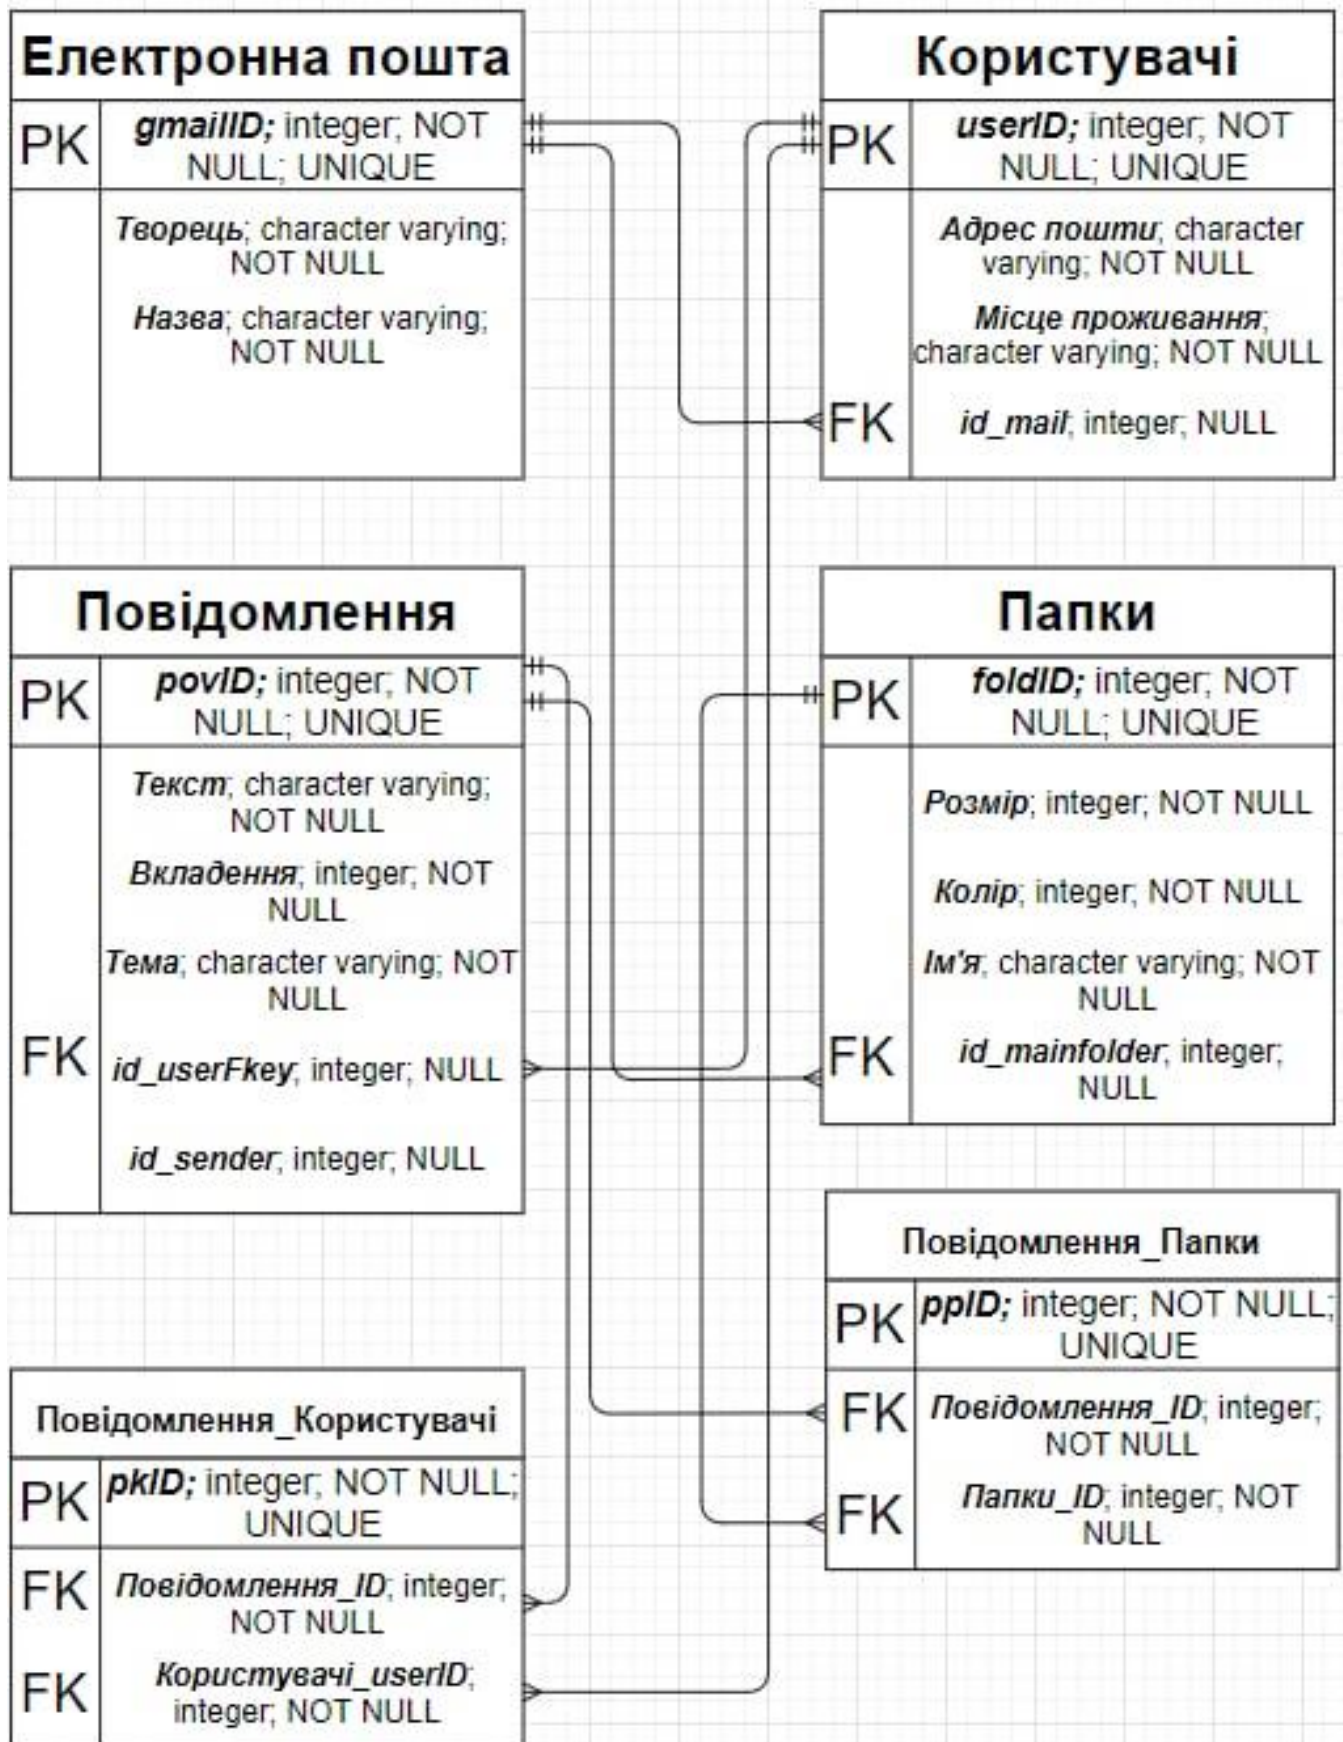 Електронна пошта
PK
gmailID; integer; NOT
NULL; UNIQUE
Творець; character varying;
NOT NULL
Назва; character varying;
NOT NULL
Користувачі
PK
userID; integer; NOT
NULL; UNIQUE
Адрес пошти; character
varying; NOT NULL
Місце проживання;
character varying; NOT NULL
FK
id_mail; integer; NULL
Повідомлення
PK
povID; integer; NOT
NULL; UNIQUE
Текст; character varying;
NOT NULL
Вкладення; integer; NOT
NULL
Тема; character varying; NOT
NULL
FK
id_userFkey; integer; NULL
id_sender; integer; NULL
Папки
PK
foldID; integer; NOT
NULL; UNIQUE
Розмір; integer; NOT NULL
Колір; integer; NOT NULL
Ім'я; character varying; NOT
NULL
FK
id_mainfolder; integer;
NULL
Повідомлення_Папки
PK
ppID; integer; NOT NULL;
UNIQUE
FK
Повідомлення_ID; integer;
NOT NULL
FK
Папки_ID; integer; NOT
NULL
Повідомлення_Користувачі
PK
pkID; integer; NOT NULL;
UNIQUE
FK
Повідомлення_ID; integer;
NOT NULL
FK
Користувачі_userID;
integer; NOT NULL